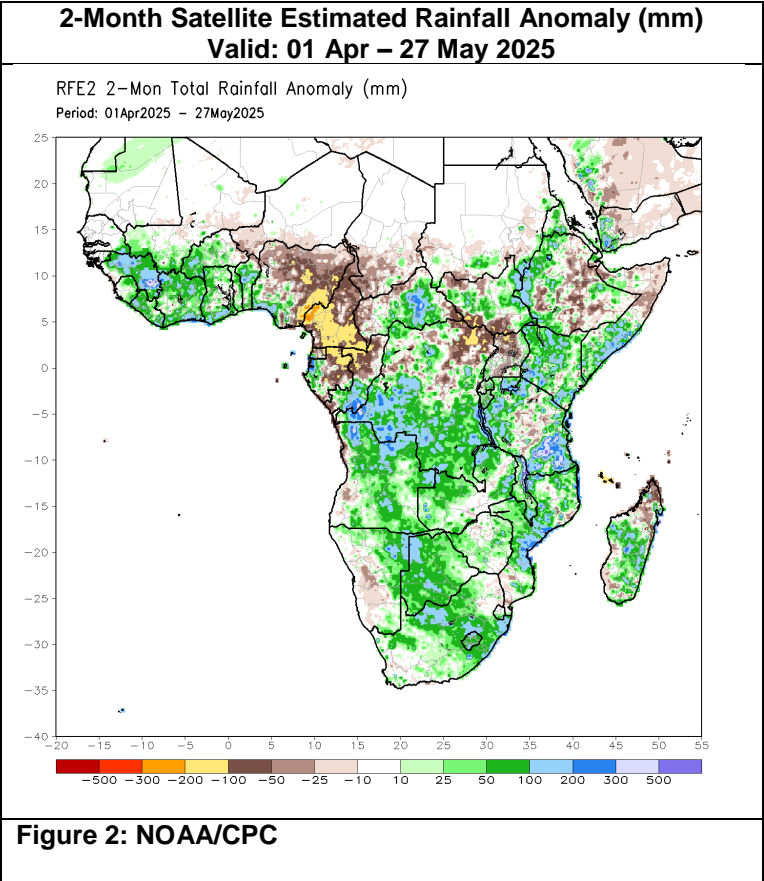 2-Month Satellite Estimated Rainfall Anomaly (mm)
Valid: 01 Apr – 27 May 2025
RFE2 2-Mon Total Rainfall Anomaly (mm)
Period: 01Apr2025 - 27May2025
25
20
15
10
5
0
-5
-10
-15
-20
-25
-30
-35
-40
-20 -15 -10 -5 0 5 10 15 20 25 30 35 40 45 50 55
-500 -300 -200 -100 -50 -25 -10 10 25 50 100 200 300 500
Figure 2: NOAA/CPC